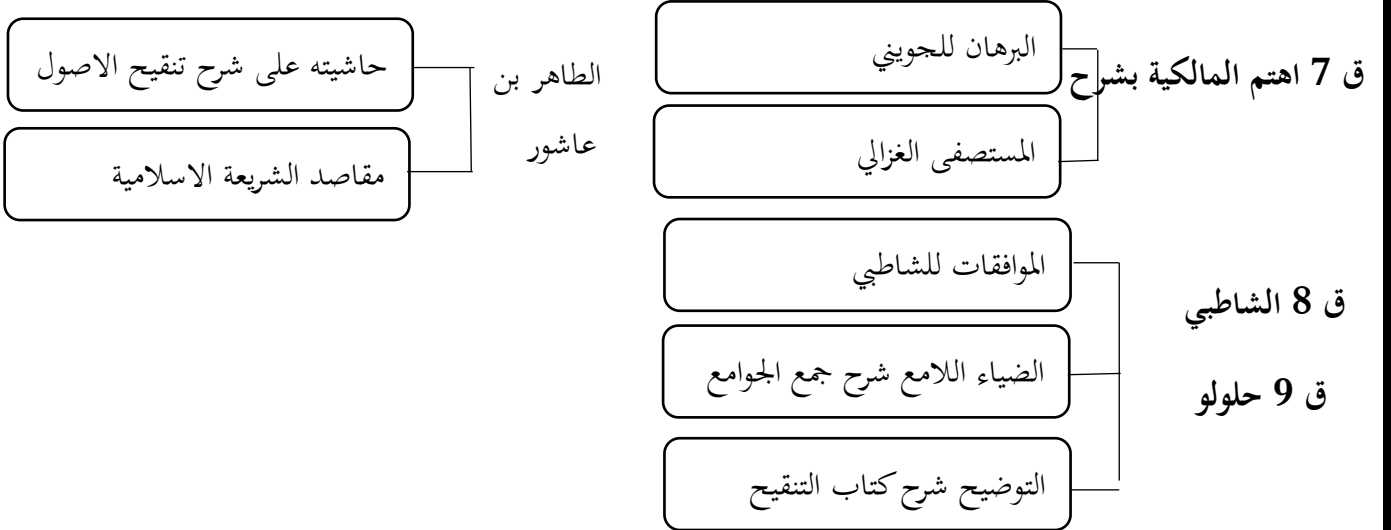 ق 7 اهتم المالكية بشرح
البرهان للجويني
المستصفى الغزالي
ق 8 الشاطبي
ق 9 حلولو
الموافقات للشاطبي
الضياء اللامع شرح جمع الجوامع
التوضيح شرح كتاب التنقيح
الطاهر بن
عاشور
حاشيته على شرح تنقيح الاصول
مقاصد الشريعة الاسلامية